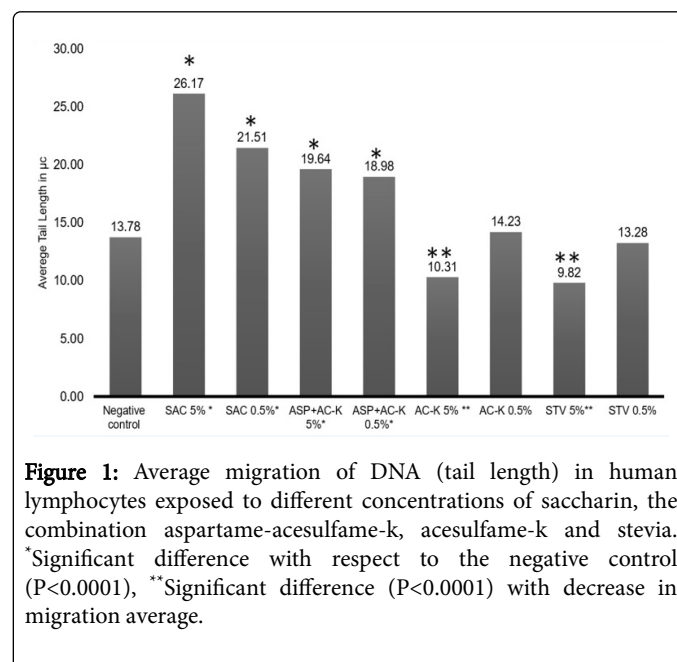 30.00
25.00
20.00
15.00
10.00
5.00
0.00
Averege Tail Length in µc
13.78
*
26.17
*
21.51
*
19.64
*
18.98
**
10.31
14.23
**
9.82
13.28
Negative
control
SAC 5% *
SAC 0.5%*
ASP+AC-K
5%*
ASP+AC-K
0.5%*
AC-K 5% **
AC-K 0.5%
STV 5%**
STV 0.5%
Figure 1: Average migration of DNA (tail length) in human
lymphocytes exposed to different concentrations of saccharin, the
combination aspartame-acesulfame-k, acesulfame-k and stevia.
*Significant difference with respect to the negative control
(P<0.0001), **Significant difference (P<0.0001) with decrease in
migration average.